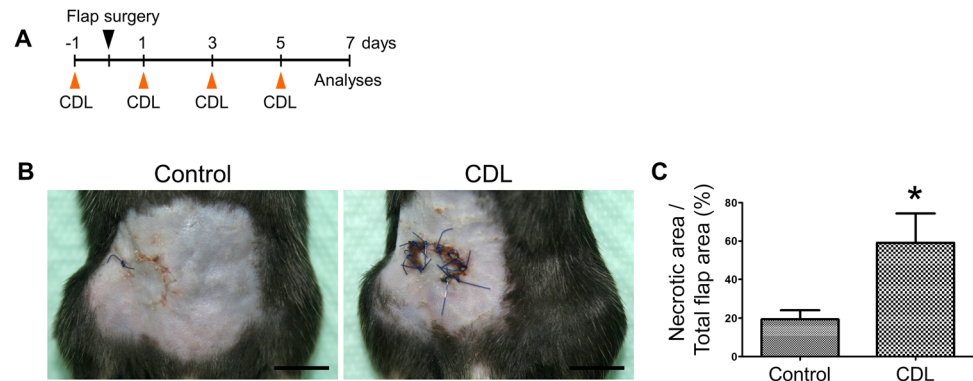 Flap surgery
A
-1 1 3 5 7 days
Analyses
CDL CDL CDL CDL
B
Control CDL
C
Necrotic area /
Total flap area (%)
80
60
40
20
0
*
Control CDL